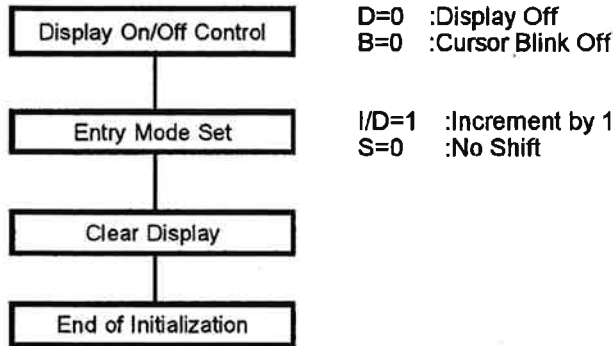 Display On/Off Control
D=0 :Display Off
B=0 :Cursor Blink Off
Entry Mode Set
I/D=1 :Increment by 1
S=0 :No Shift
Clear Display
End of Initialization